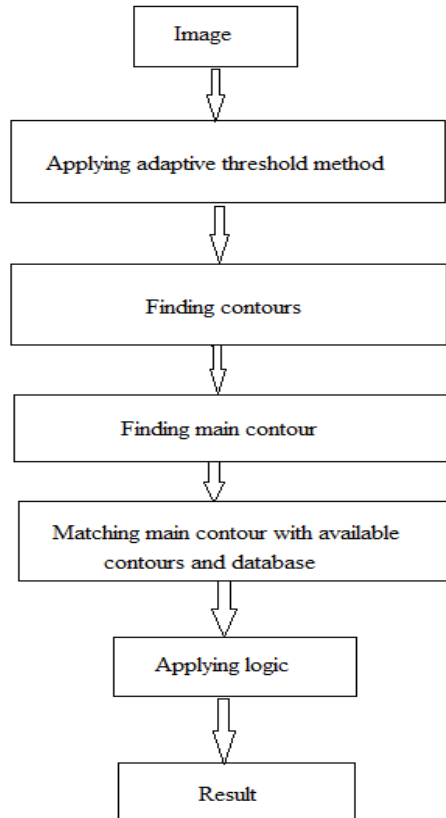 Image
Applying adaptive threshold method
Finding contours
Finding main contour
Matching main contour with available
contours and database
Applying logic
Result